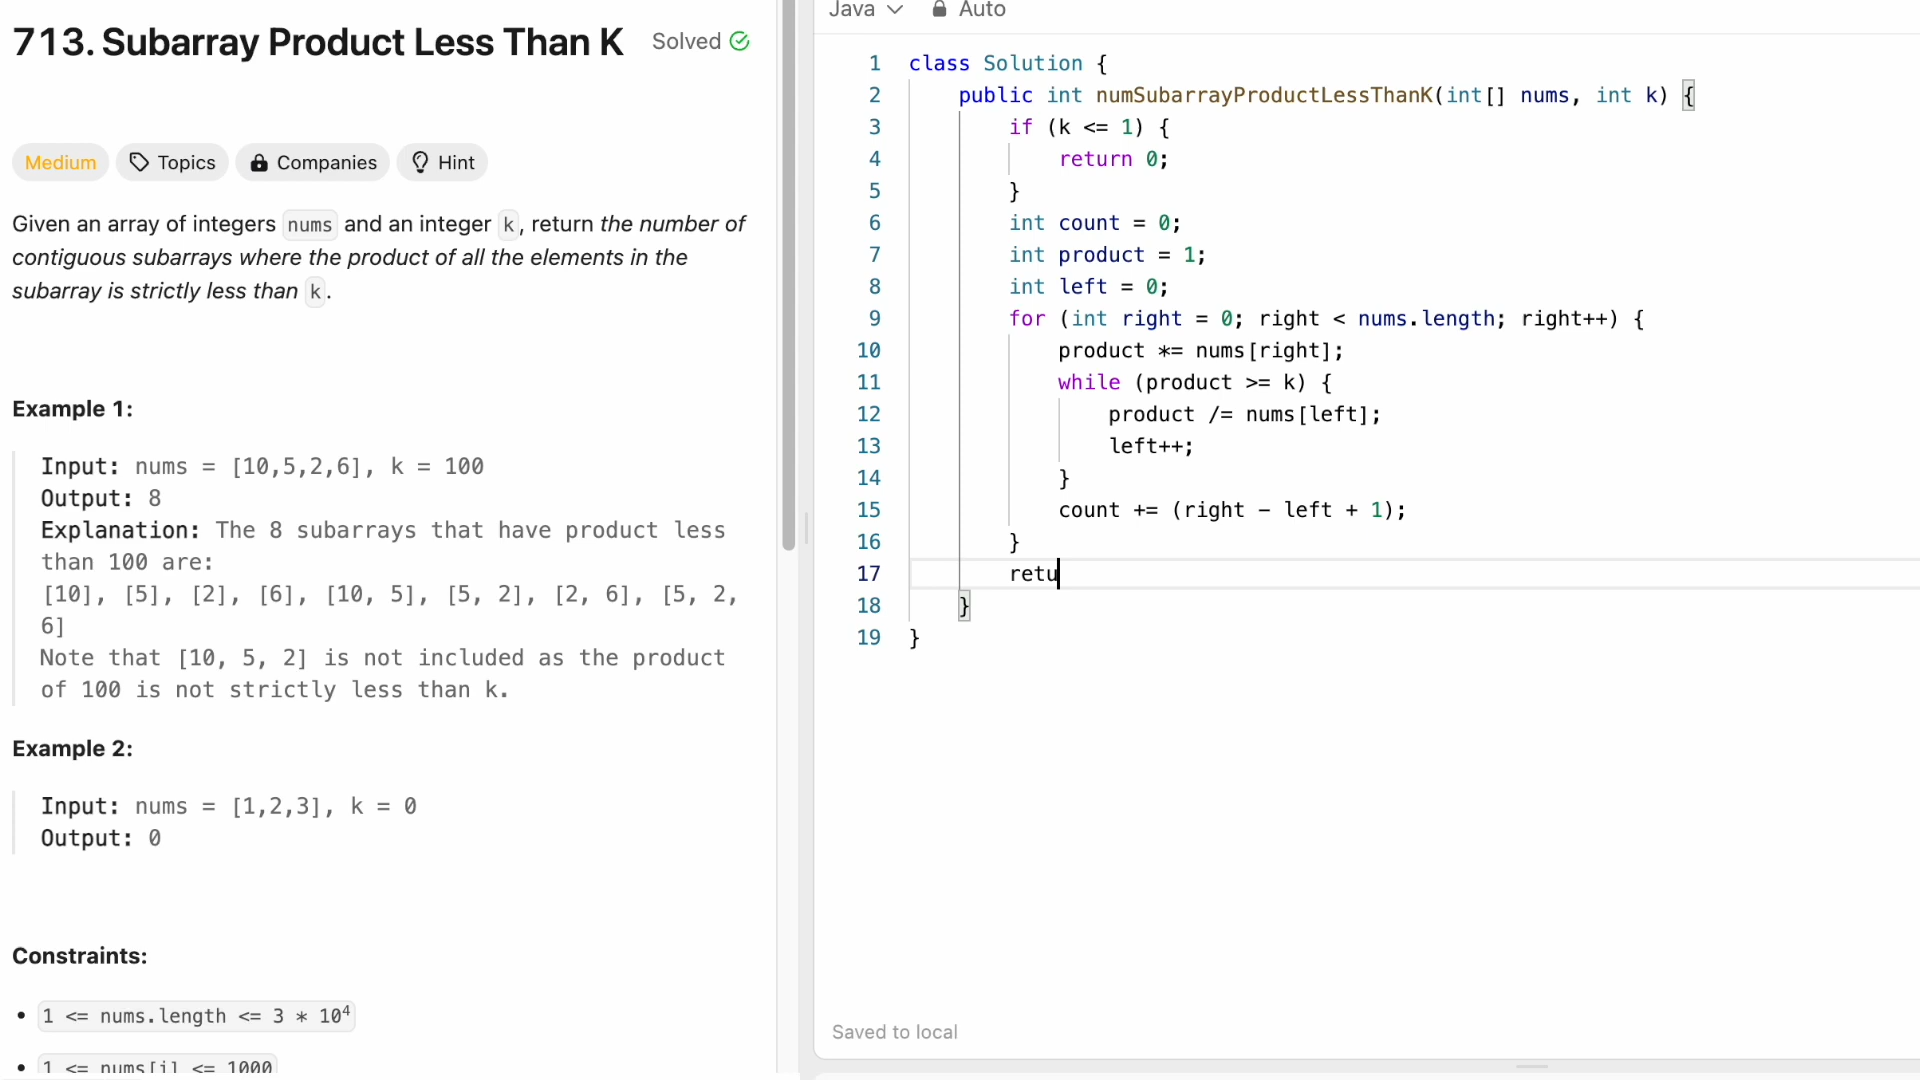 713. Subarray Product Less Than K
Solved
Medium
Topics
Companies
Hint
Given an array of integers nums and an integer k, return the number of
contiguous subarrays where the product of all the elements in the
subarray is strictly less than k.
Example 1:
Input: nums = [10,5,2,6], k = 100
Output: 8
Explanation: The 8 subarrays that have product less
than 100 are:
[10], [5], [2], [6], [10, 5], [5, 2], [2, 6], [5, 2,
6]
Note that [10, 5, 2] is not included as the product
of 100 is not strictly less than k.
Example 2:
Input: nums = [1,2,3], k = 0
Output: 0
Constraints:
• 1 <= nums.length <= 3 * 10⁴
• 1 <= nums[i] <= 1000
Java
Auto
1 class Solution {
2     public int numSubarrayProductLessThanK(int[] nums, int k) {
3         if (k <= 1) {
4             return 0;
5         }
6         int count = 0;
7         int product = 1;
8         int left = 0;
9         for (int right = 0; right < nums.length; right++) {
10             product *= nums[right];
11             while (product >= k) {
12                 product /= nums[left];
13                 left++;
14             }
15             count += (right - left + 1);
16         }
17         retu
18     }
19 }
Saved to local